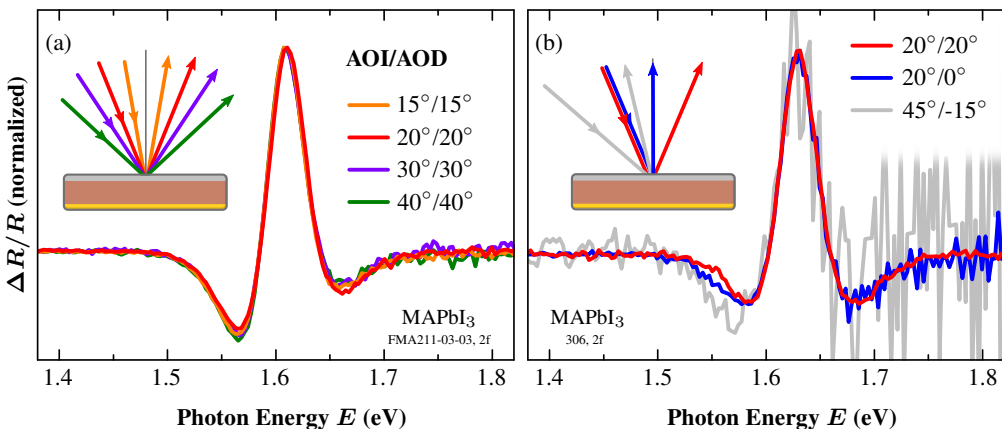 (a)
AOI/AOD
15°/15°
20°/20°
30°/30°
40°/40°
MAPbI₃
FMA211-03-03, 2f
ΔR/R (normalized)
1.4 1.5 1.6 1.7 1.8
Photon Energy E (eV)
(b)
20°/20°
20°/0°
45°/-15°
MAPbI₃
306, 2f
1.4 1.5 1.6 1.7 1.8
Photon Energy E (eV)